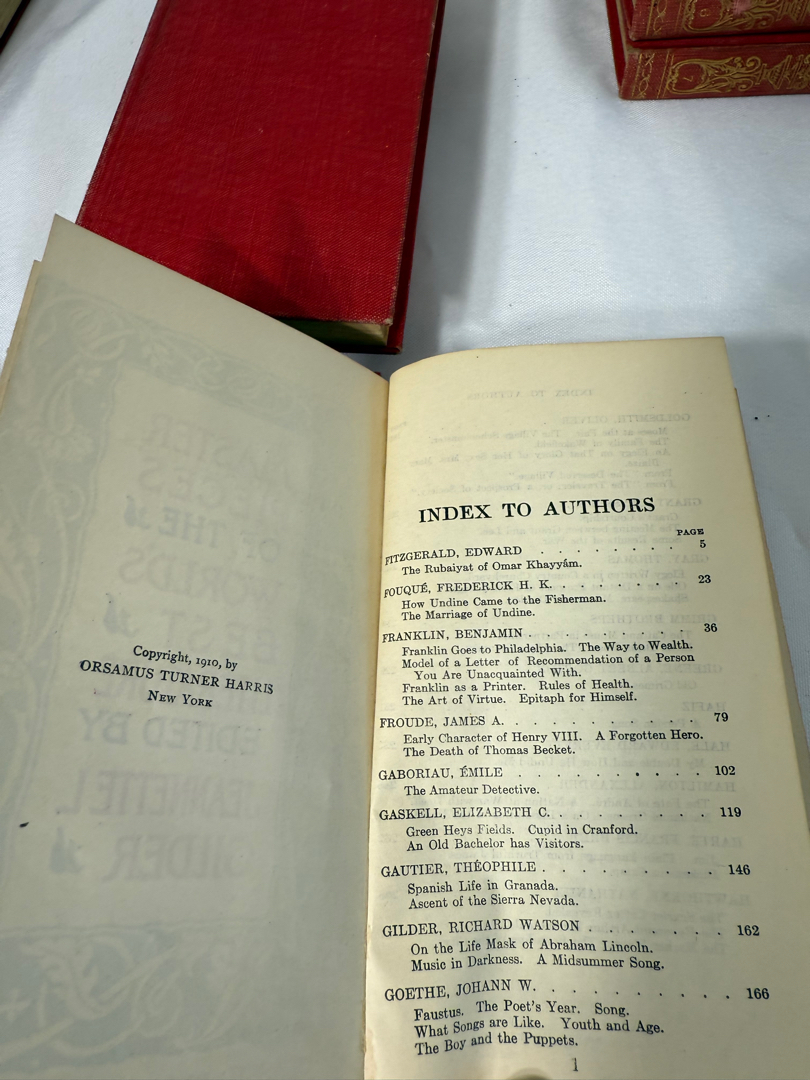 Copyright, 1910, by
ORSAMUS TURNER HARRIS
NEW YORK
INDEX TO AUTHORS
PAGE
FITZGERALD, EDWARD . . . . . . . . 5
The Rubaiyat of Omar Khayyám.
FOUQUÉ, FREDERICK H. K. . . . . . . . 23
How Undine Came to the Fisherman.
The Marriage of Undine.
FRANKLIN, BENJAMIN . . . . . . . . . 36
Franklin Goes to Philadelphia. The Way to Wealth.
Model of a Letter of Recommendation of a Person
You Are Unacquainted With.
Franklin as a Printer. Rules of Health.
The Art of Virtue. Epitaph for Himself.
FROUDE, JAMES A. . . . . . . . . . . 79
Early Character of Henry VIII. A Forgotten Hero.
The Death of Thomas Becket.
GABORIAU, ÉMILE . . . . . . . . . . 102
The Amateur Detective.
GASKELL, ELIZABETH C. . . . . . . . . 119
Green Heys Fields. Cupid in Cranford.
An Old Bachelor has Visitors.
GAUTIER, THÉOPHILE . . . . . . . . . 146
Spanish Life in Granada.
Ascent of the Sierra Nevada.
GILDER, RICHARD WATSON . . . . . . . 162
On the Life Mask of Abraham Lincoln.
Music in Darkness. A Midsummer Song.
GOETHE, JOHANN W. . . . . . . . . . . 166
Faustus. The Poet's Year. Song.
What Songs are Like. Youth and Age.
The Boy and the Puppets.
1